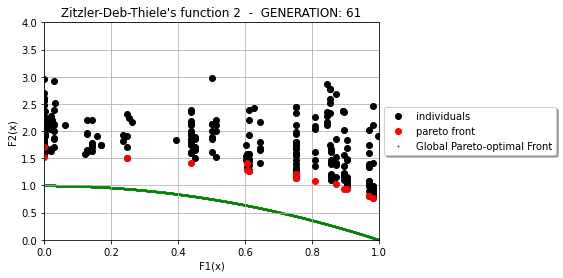 Zitzler-Deb-Thiele's function 2 - GENERATION: 61
4.0
3.5
3.0
2.5
2.0
1.5
1.0
0.5
0.0
F2(x)
0.0 0.2 0.4 0.6 0.8 1.0
F1(x)
individuals
pareto front
Global Pareto-optimal Front